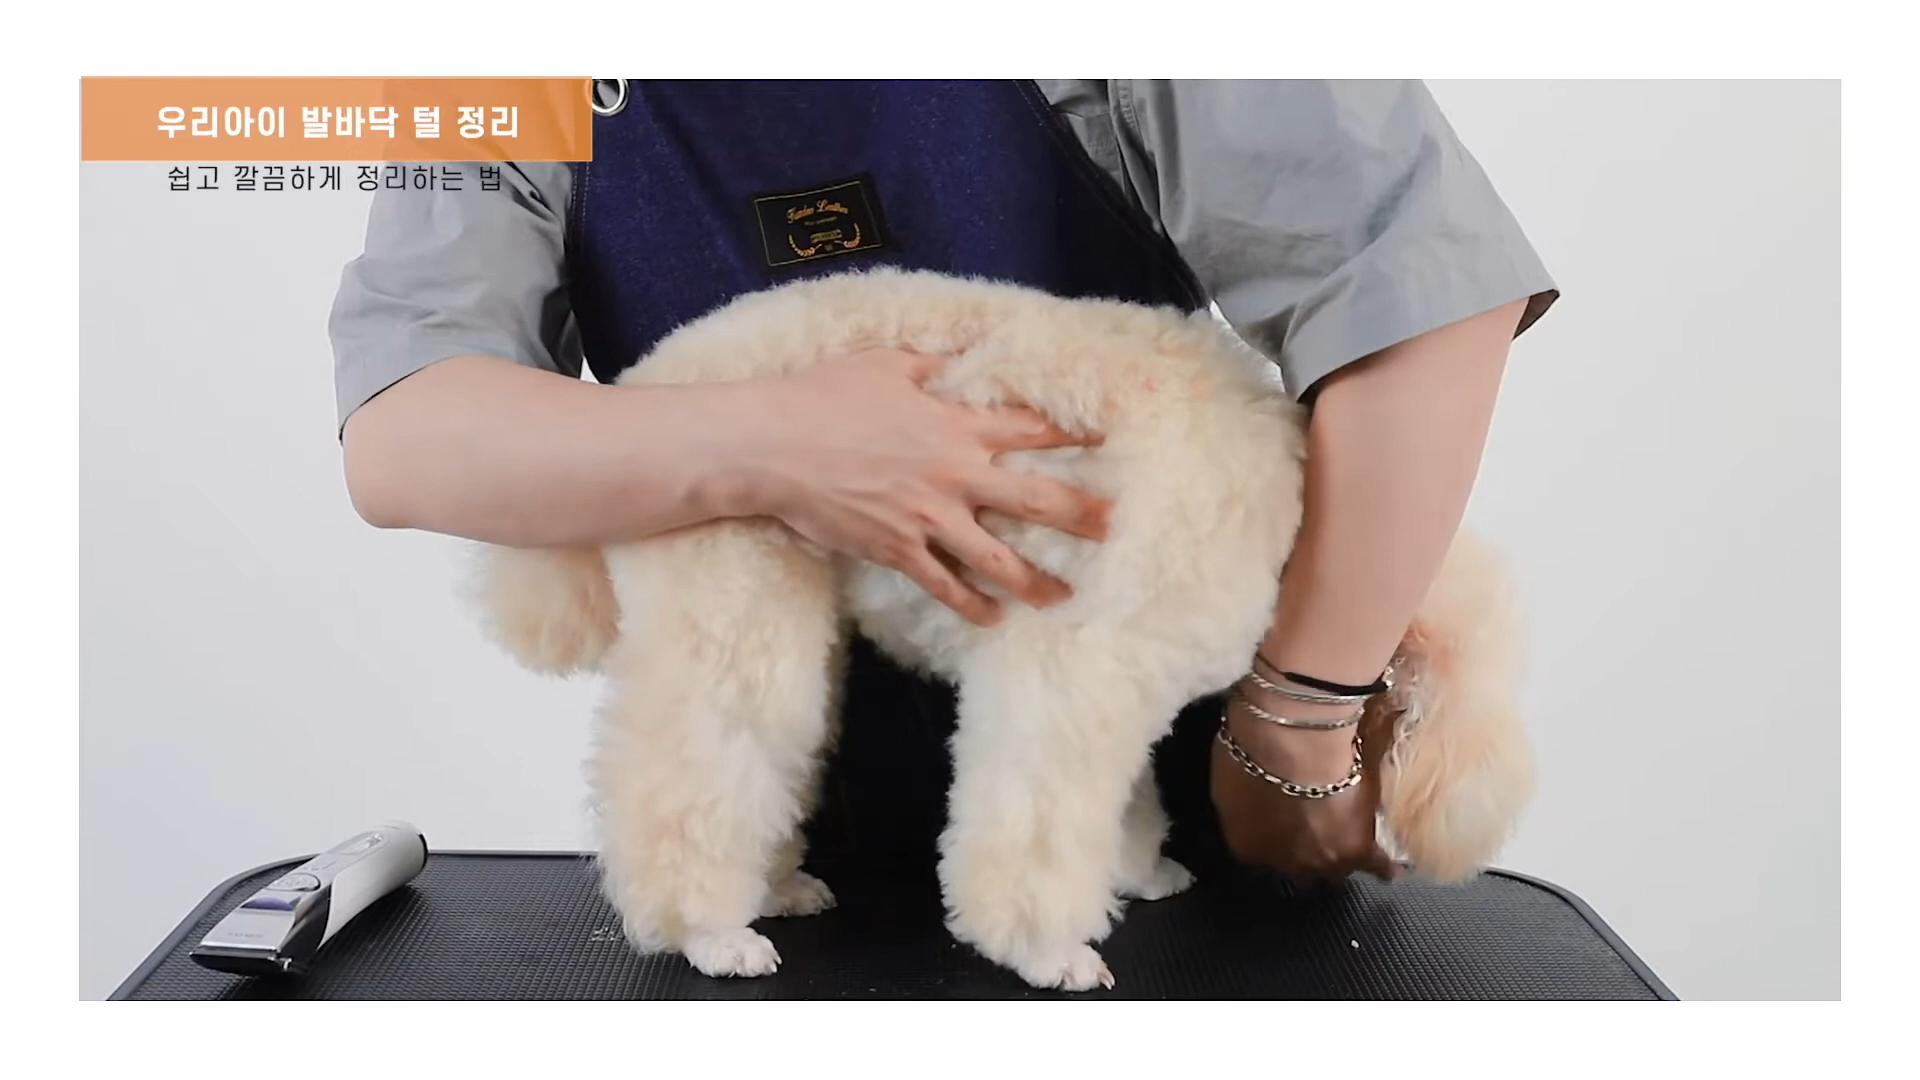 우리아이 발바닥 털 정리
쉽고 깔끔하게 정리하는 법